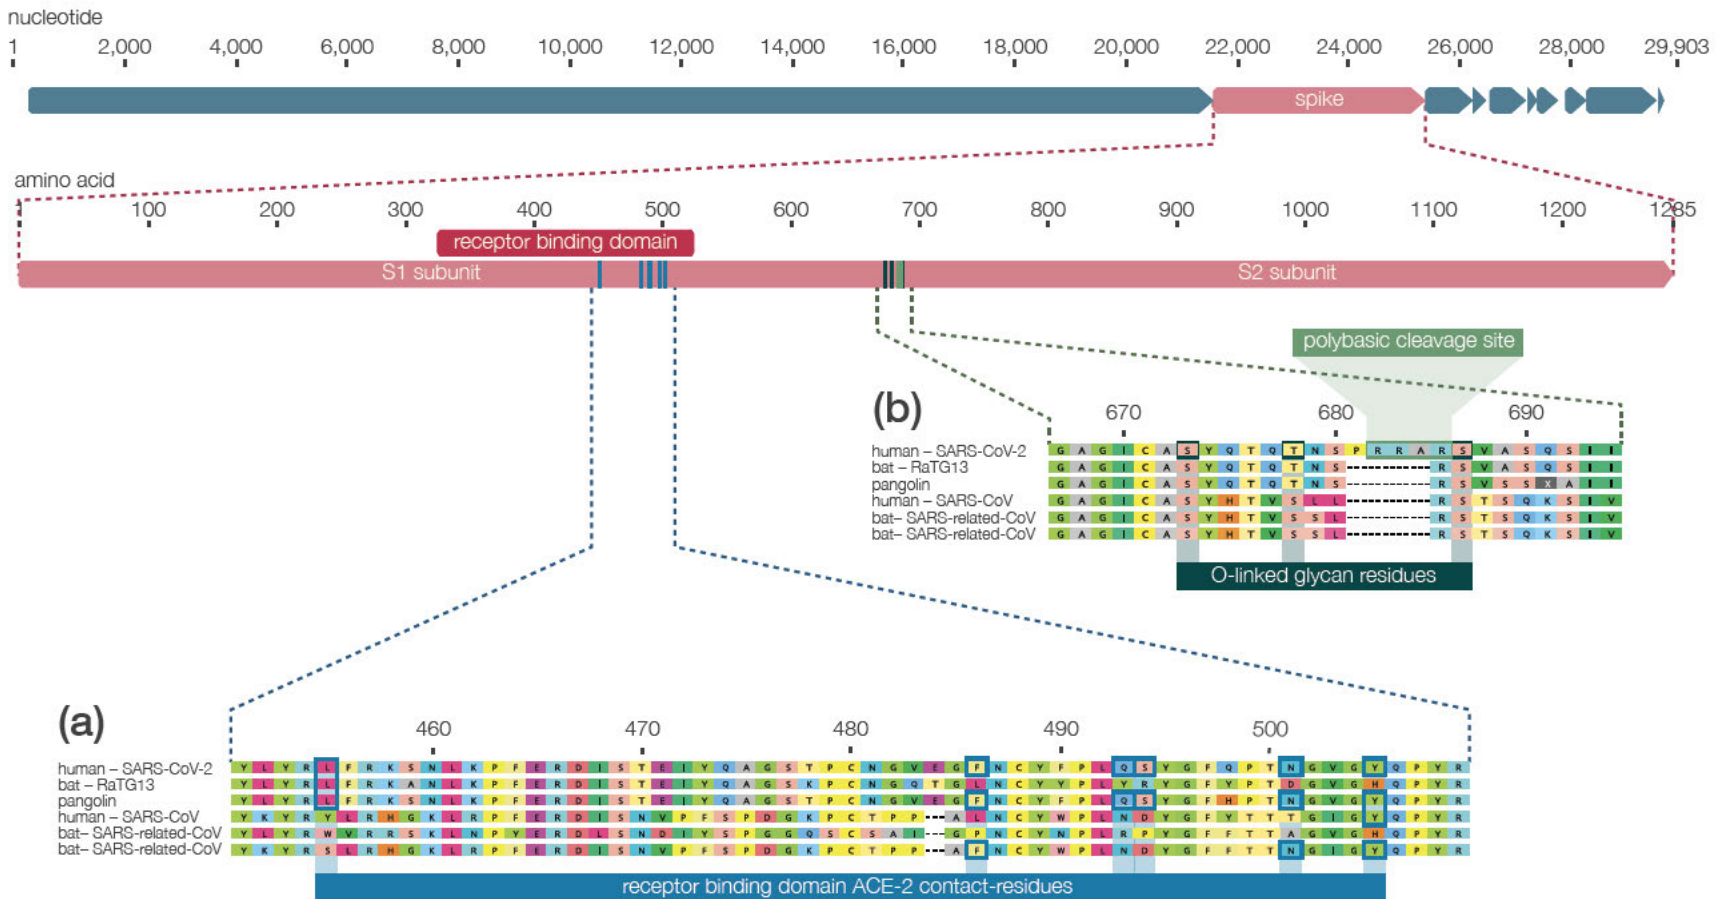 nucleotide
1 2,000 4,000 6,000 8,000 10,000 12,000 14,000 16,000 18,000 20,000 22,000 24,000 26,000 28,000 29,903
spike
amino acid
100 200 300 400 500 600 700 800 900 1000 1100 1200 1285
receptor binding domain
S1 subunit S2 subunit
polybasic cleavage site
(b)
670 680 690
human – SARS-CoV-2 G A G I C A S Y Q T Q T N S P R R A R S V A S Q S I I
bat – RaTG13 G A G I C A S Y Q T Q T N S ---------- R S V A S Q S I I
pangolin G A G I C A S Y Q T Q T N S ---------- R S V S S X A I I
human – SARS-CoV G A G I C A S Y H T V S L L ---------- R S T S Q K S I V
bat– SARS-related-CoV G A G I C A S Y H T V S S L ---------- R S T S Q K S I V
bat– SARS-related-CoV G A G I C A S Y H T V S S L ---------- R S T S Q K S I V
O-linked glycan residues
(a)
460 470 480 490 500
human – SARS-CoV-2 Y L Y R L F R K S N L K P F E R D I S T E I Y Q A G S T P C N G V E G F N C Y F P L Q S Y G F Q P T N G V G Y Q P Y R
bat – RaTG13 Y L Y R L F R K A N L K P F E R D I S T E I Y Q A G S K P C N G Q T G L N C Y Y P L Y R Y G F Y P T D G V G H Q P Y R
pangolin Y L Y R L F R K S N L K P F E R D I S T E I Y Q A G S T P C N G V E G F N C Y F P L Q S Y G F H P T N G V G Y Q P Y R
human – SARS-CoV Y K Y R Y L R H G K L R P F E R D I S N V P F S P D G K P C T P P --- A L N C Y W P L N D Y G F Y T T T G I G Y Q P Y R
bat– SARS-related-CoV Y L Y R W V R R S K L N P Y E R D L S N D I Y S P G G Q S C S A I --- G P N C Y N P L R P Y G F F T T A G V G H Q P Y R
bat– SARS-related-CoV Y K Y R S L R H G K L R P F E R D I S N V P F S P D G K P C T P P --- A F N C Y W P L N D Y G F F T T N G I G Y Q P Y R
receptor binding domain ACE-2 contact-residues